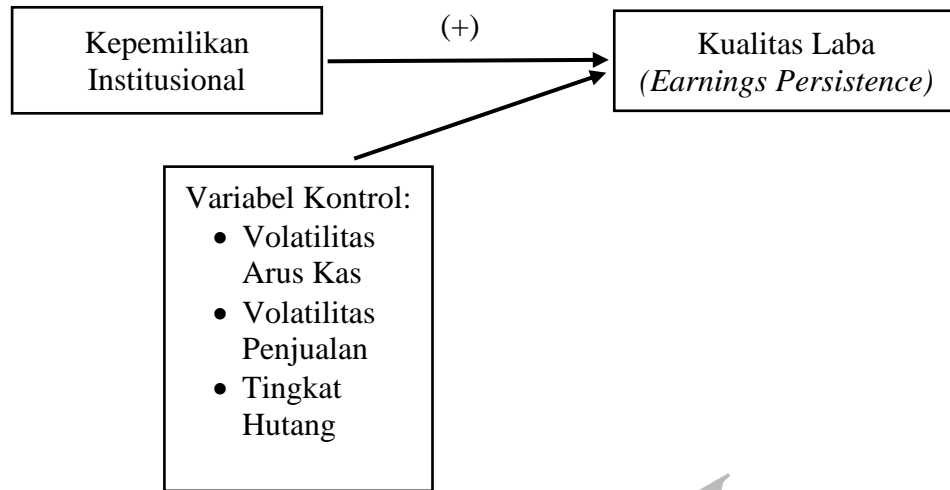 (+)
Kepemilikan
Institusional
Kualitas Laba
(Earnings Persistence)
Variabel Kontrol:
• Volatilitas
Arus Kas
• Volatilitas
Penjualan
• Tingkat
Hutang